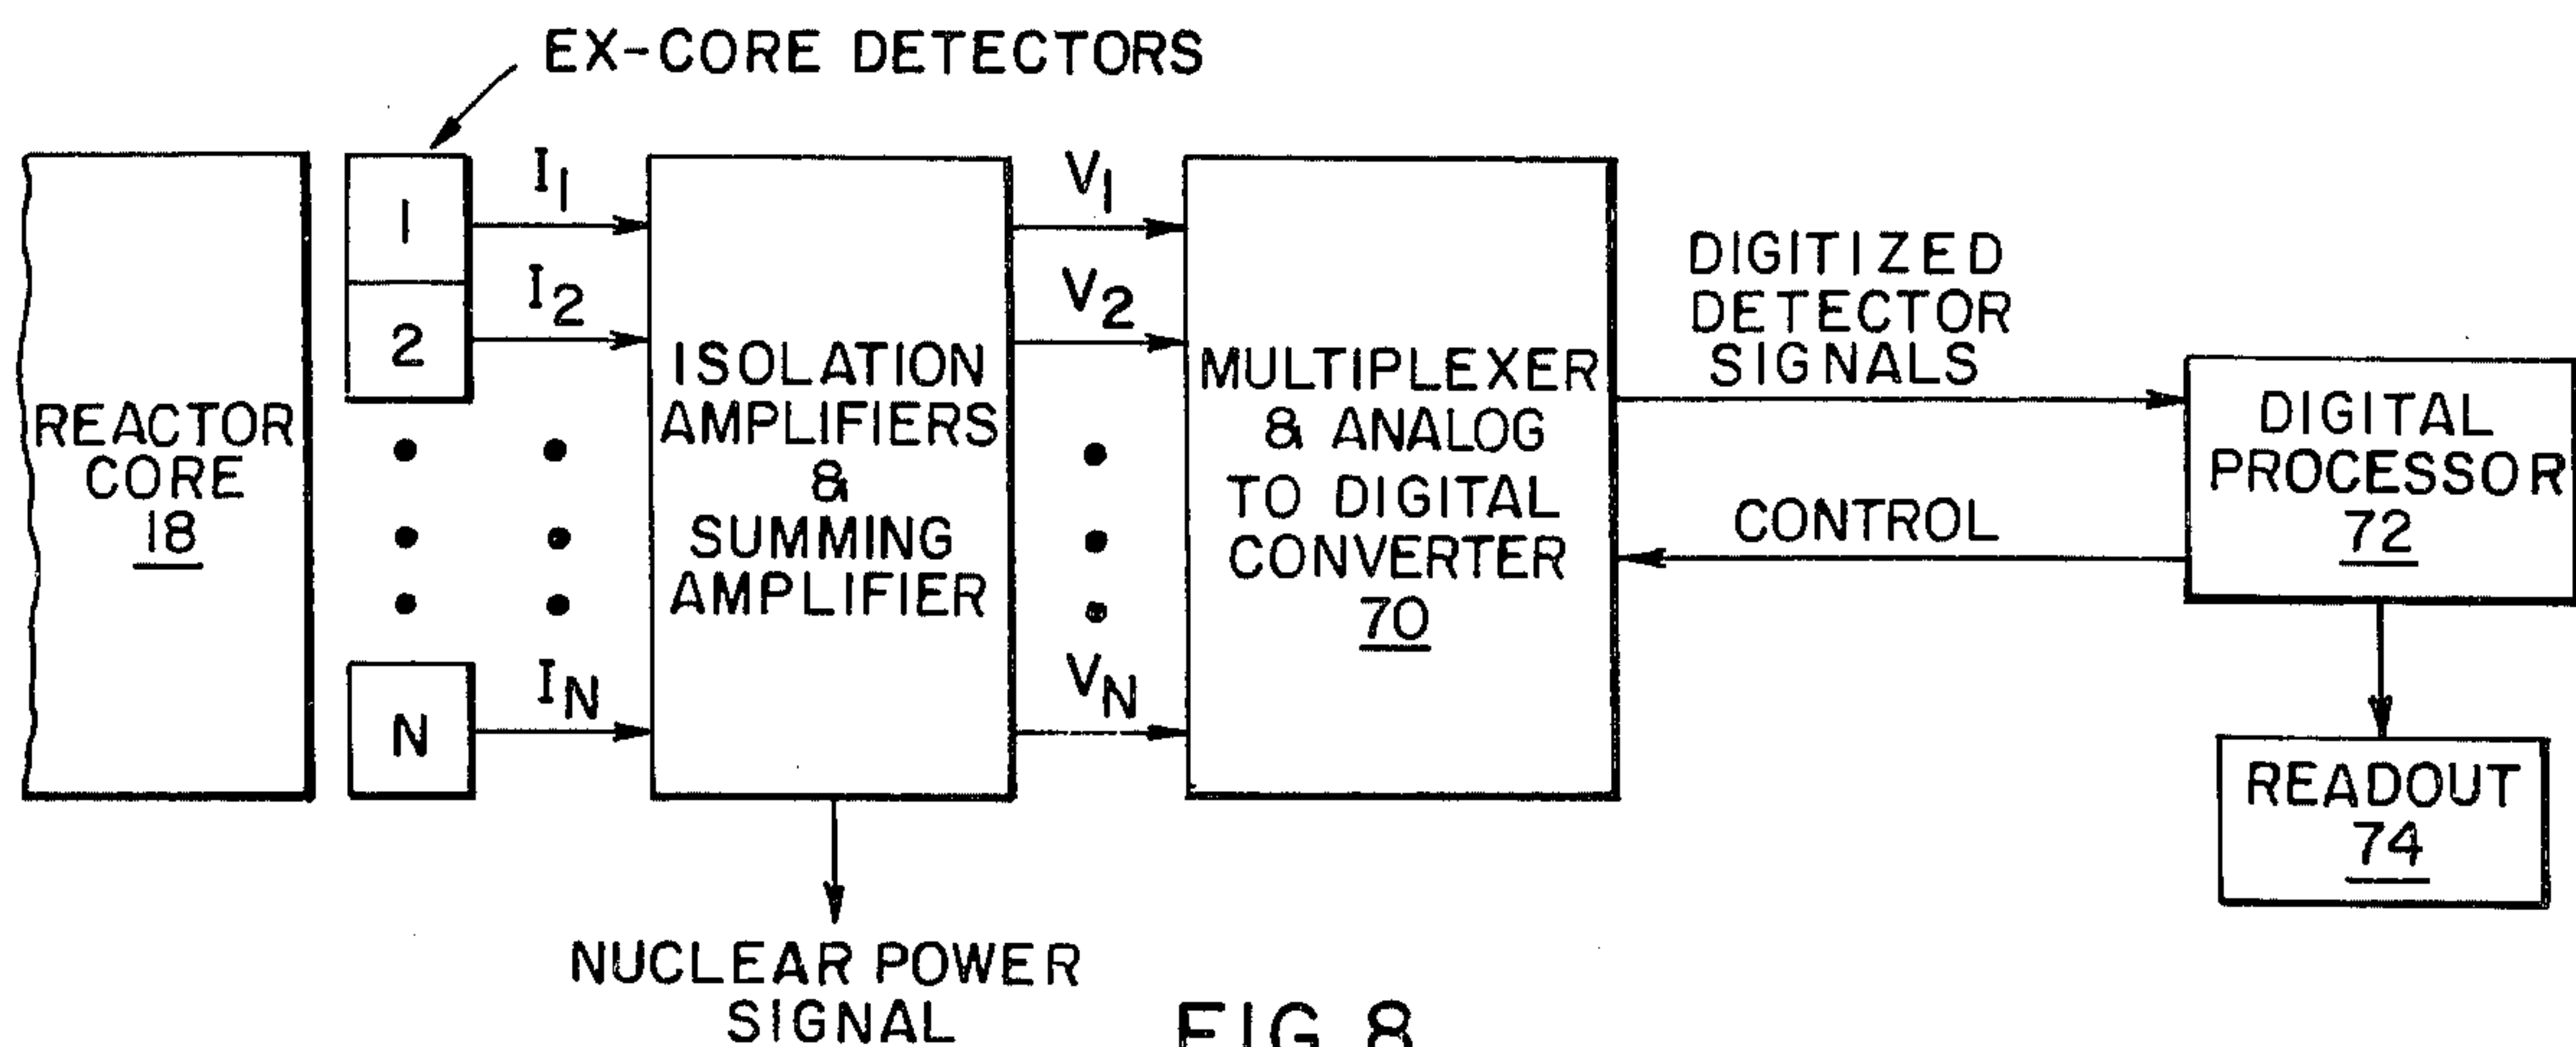 EX-CORE DETECTORS
REACTOR
CORE
18
1
2
N
I1
I2
IN
ISOLATION
AMPLIFIERS
&
SUMMING
AMPLIFIER
NUCLEAR POWER
SIGNAL
V1
V2
VN
MULTIPLEXER
& ANALOG
TO DIGITAL
CONVERTER
70
DIGITIZED
DETECTOR
SIGNALS
CONTROL
DIGITAL
PROCESSOR
72
READOUT
74
FIG. 8